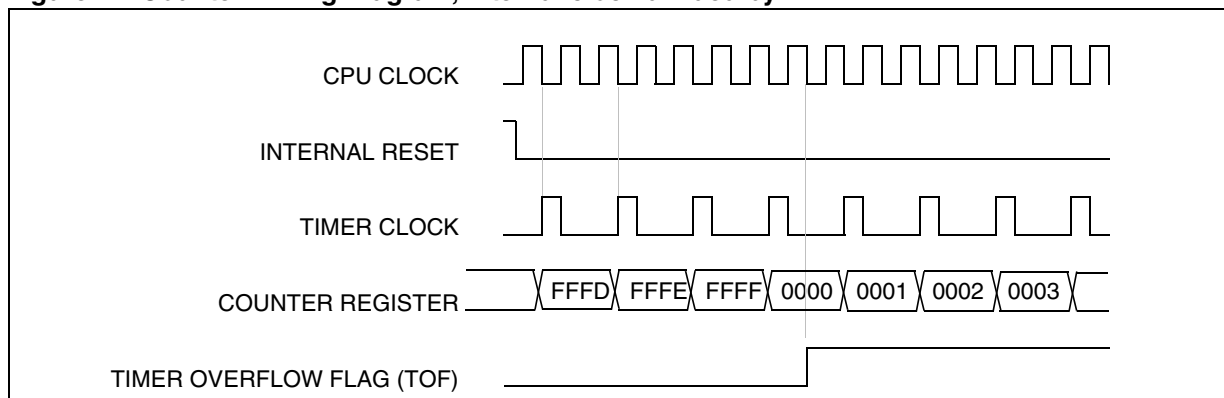 CPU CLOCK
INTERNAL RESET
TIMER CLOCK
COUNTER REGISTER FFFD FFFE FFFF 0000 0001 0002 0003
TIMER OVERFLOW FLAG (TOF)